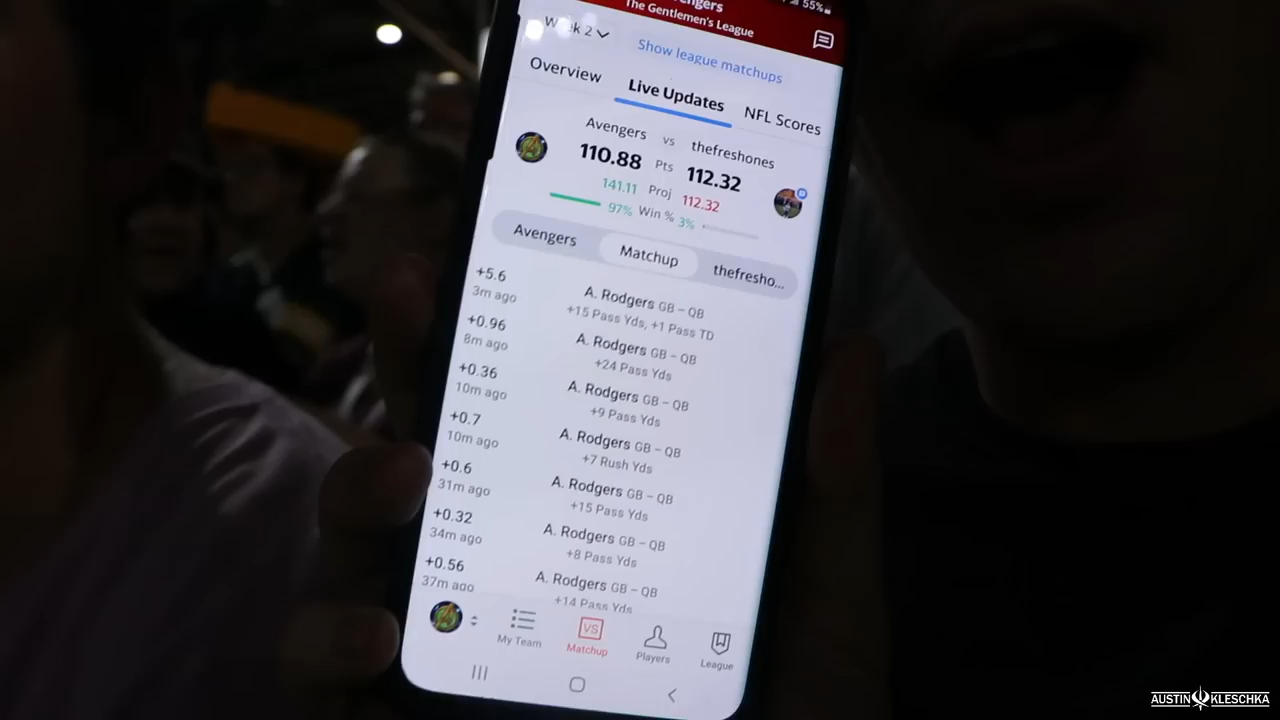 55%
The Gentlemen's League
Week 2
Show league matchups
Overview
Live Updates
NFL Scores
Avengers vs thefreshones
110.88 Pts 112.32
141.11 Proj 112.32
97% Win % 3%
Avengers
Matchup
thefresho...
+5.6 A. Rodgers GB – QB
3m ago +15 Pass Yds, +1 Pass TD
+0.96 A. Rodgers GB – QB
8m ago +24 Pass Yds
+0.36 A. Rodgers GB – QB
10m ago +9 Pass Yds
+0.7 A. Rodgers GB – QB
10m ago +7 Rush Yds
+0.6 A. Rodgers GB – QB
31m ago +15 Pass Yds
+0.32 A. Rodgers GB – QB
34m ago +8 Pass Yds
+0.56 A. Rodgers GB – QB
37m ago +14 Pass Yds
My Team
VS
Matchup
Players
League
AUSTIN KLESCHKA